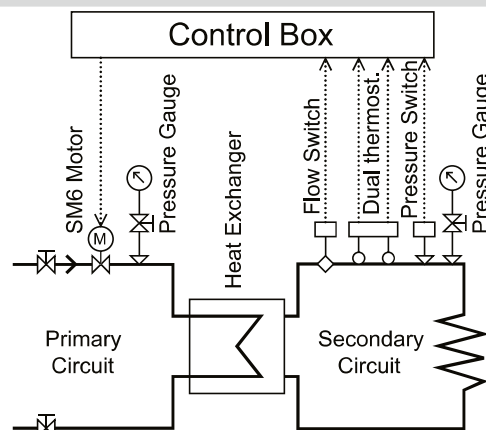 Control Box
SM6 Motor
Pressure Gauge
Heat Exchanger
Flow Switch
Dual thermost.
Pressure Switch
Pressure Gauge
M
Primary
Circuit
Secondary
Circuit